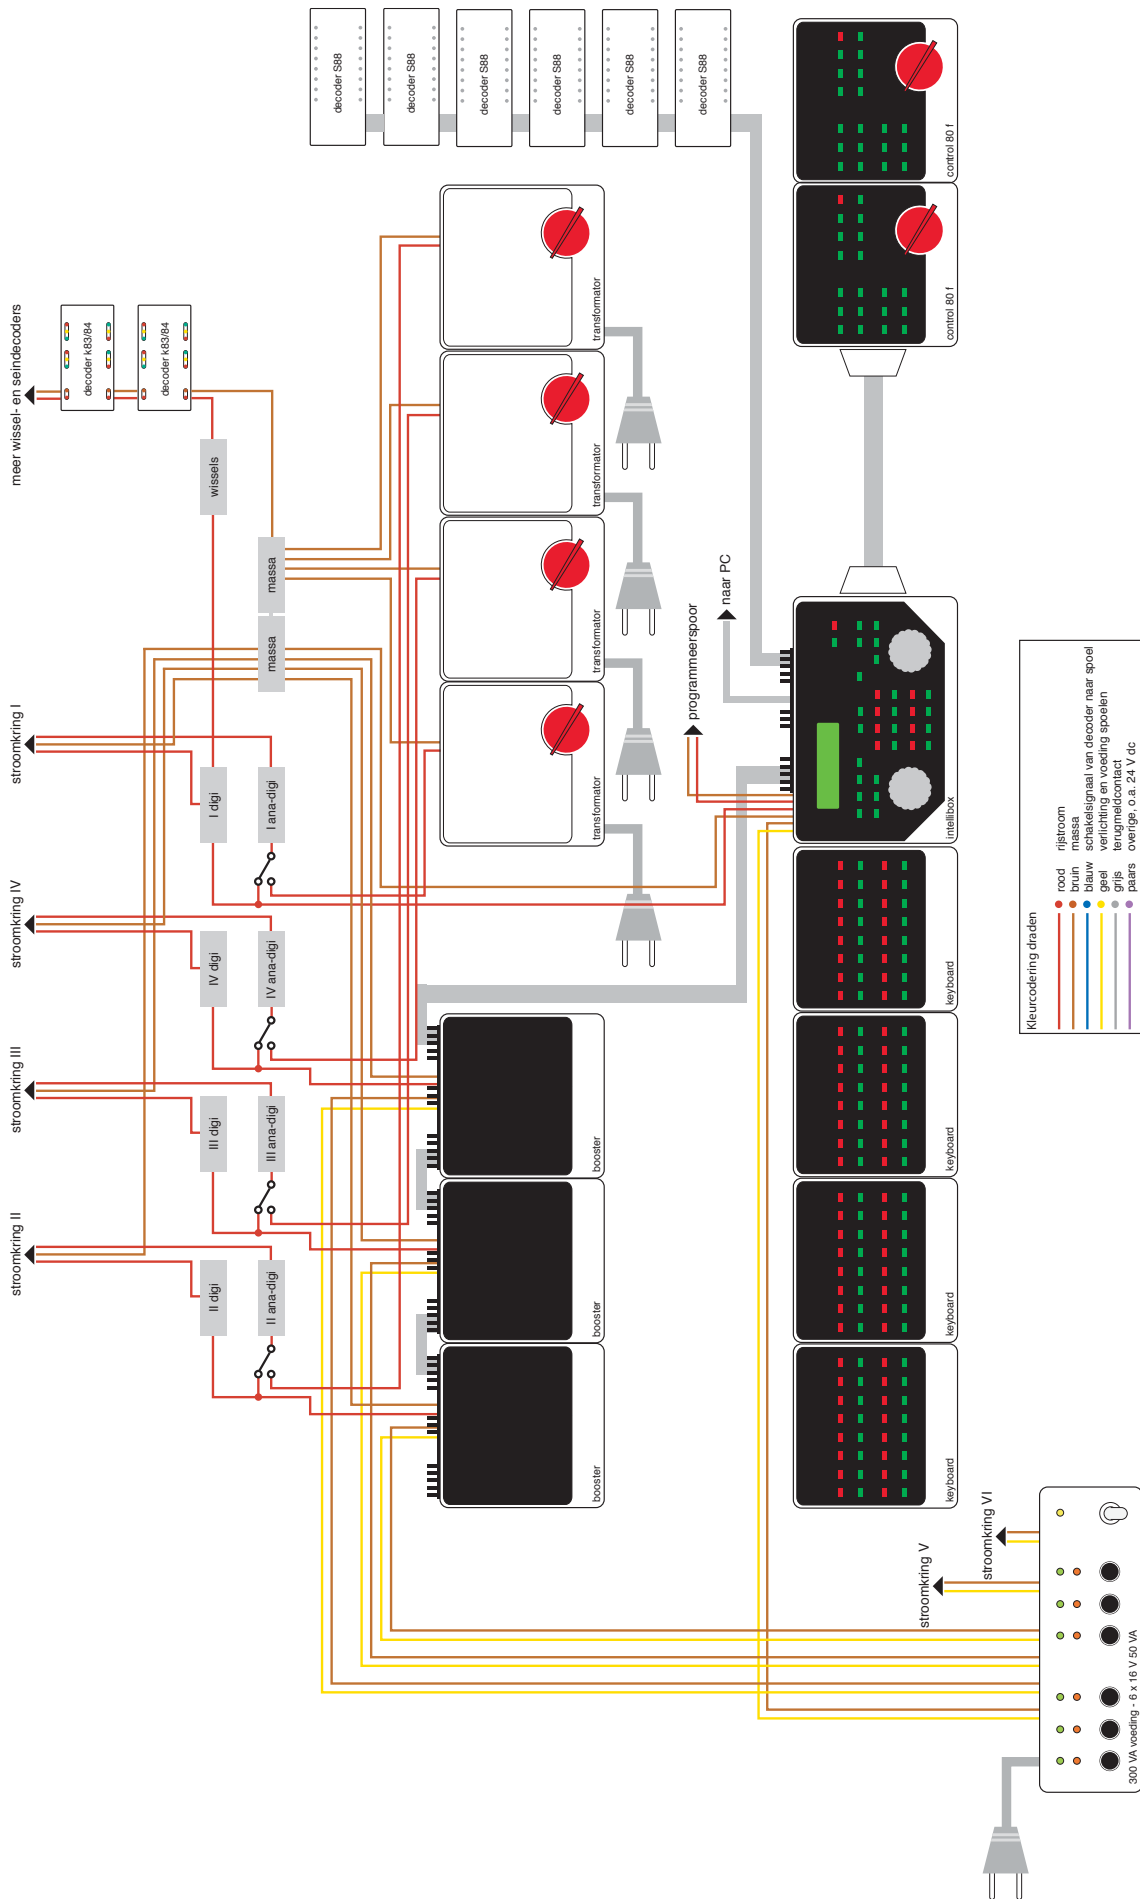 meer wissel- en seindecoders
stroomkring I
stroomkring IV
stroomkring III
stroomkring II
decoder k83/84
decoder k83/84
wissels
massa
massa
I digi
I ana-digi
IV digi
IV ana-digi
III digi
III ana-digi
II digi
II ana-digi
decoder S88
decoder S88
decoder S88
decoder S88
decoder S88
decoder S88
transformator
transformator
transformator
transformator
booster
booster
booster
programmeerspoor
naar PC
control 80 f
control 80 f
intellibox
keyboard
keyboard
keyboard
keyboard
stroomkring V
stroomkring VI
300 VA voeding - 6 x 16 V 50 VA
Kleurcodering draden
rood rijstroom
bruin massa
blauw schakelsignaal van decoder naar spoel
geel verlichting en voeding spoelen
grijs terugmeldcontact
paars overige, o.a. 24 V dc